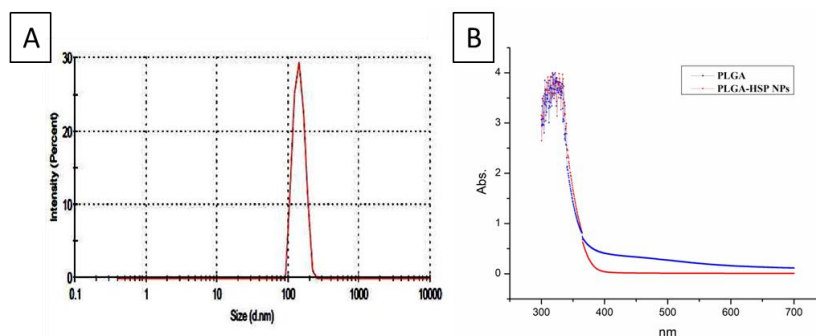 A
30
20
10
0
Intensity (Percent)
0.1 1 10 100 1000 10000
Size (d.nm)
B
PLGA
PLGA-HSP NPs
4
3
2
1
0
Abs.
300 400 500 600 700
nm